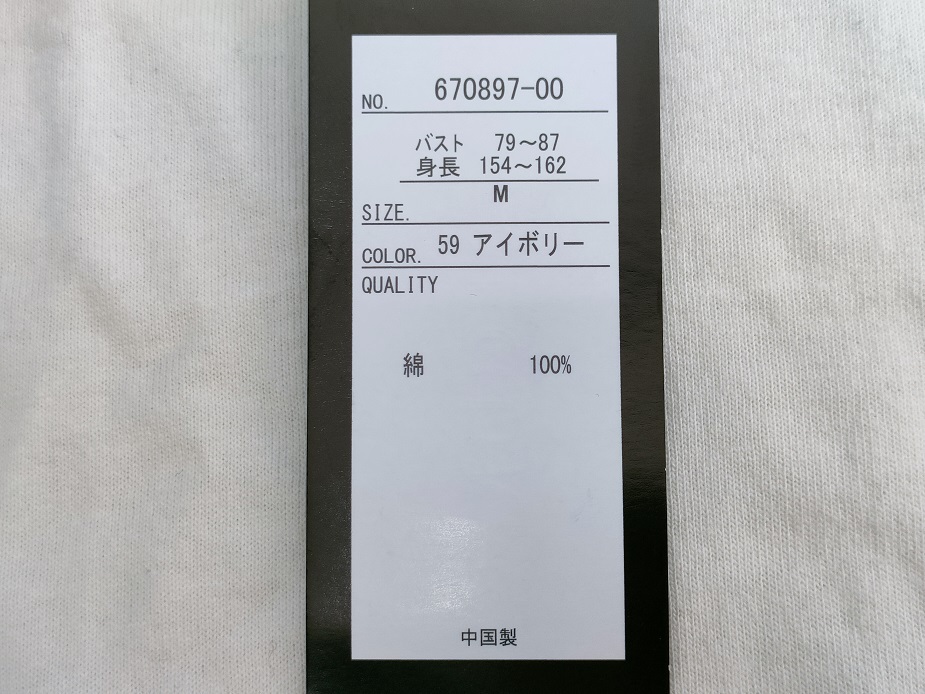 NO. 670897-00
バスト 79～87
身長 154～162
M
SIZE.
COLOR. 59 アイボリー
QUALITY
綿 100%
中国製